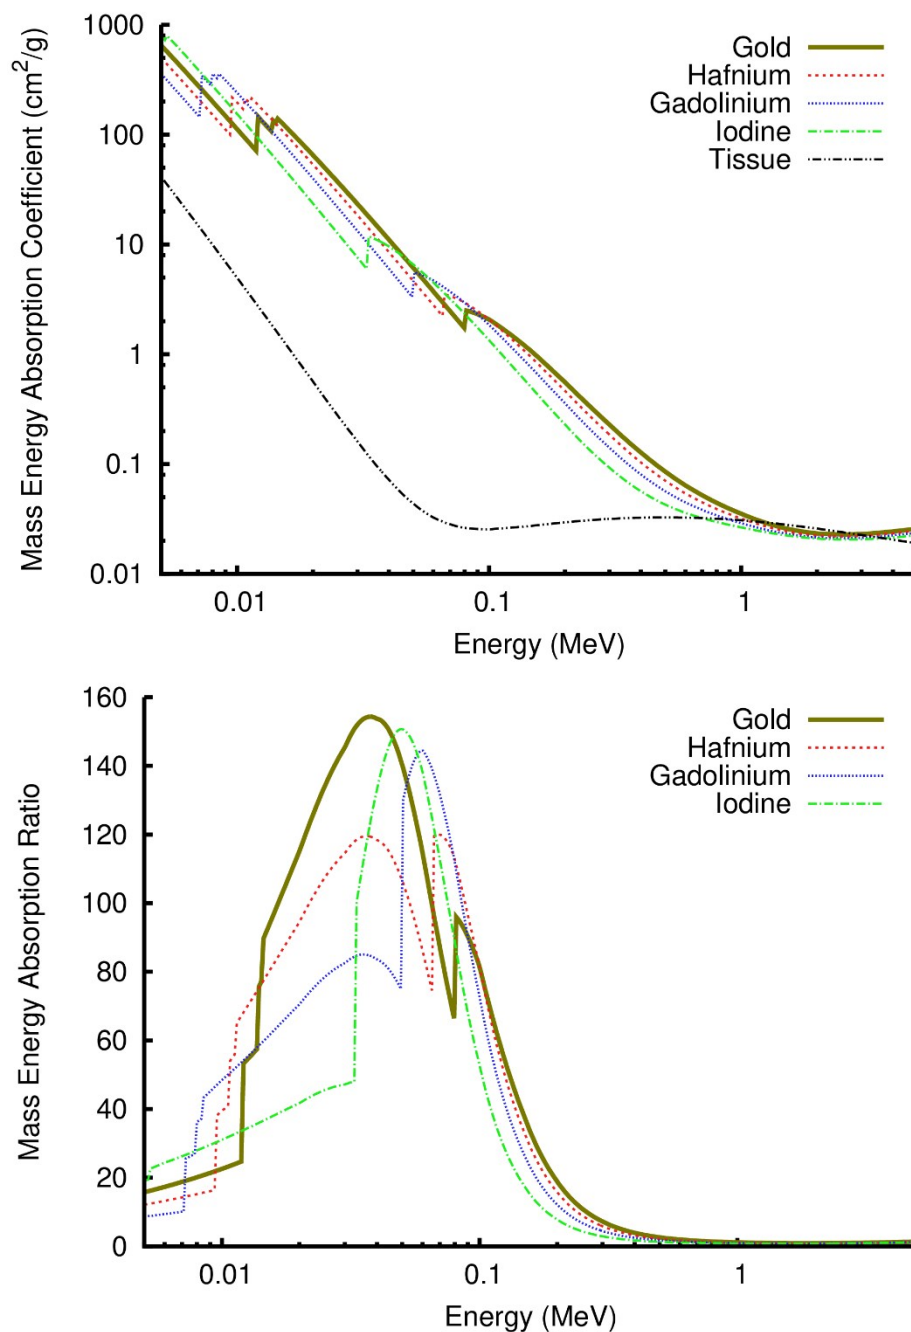 1000
100
10
1
0.1
0.01
Mass Energy Absorption Coefficient (cm²/g)
Gold
Hafnium
Gadolinium
Iodine
Tissue
0.01 0.1 1
Energy (MeV)
160
140
120
100
80
60
40
20
0
Mass Energy Absorption Ratio
Gold
Hafnium
Gadolinium
Iodine
0.01 0.1 1
Energy (MeV)